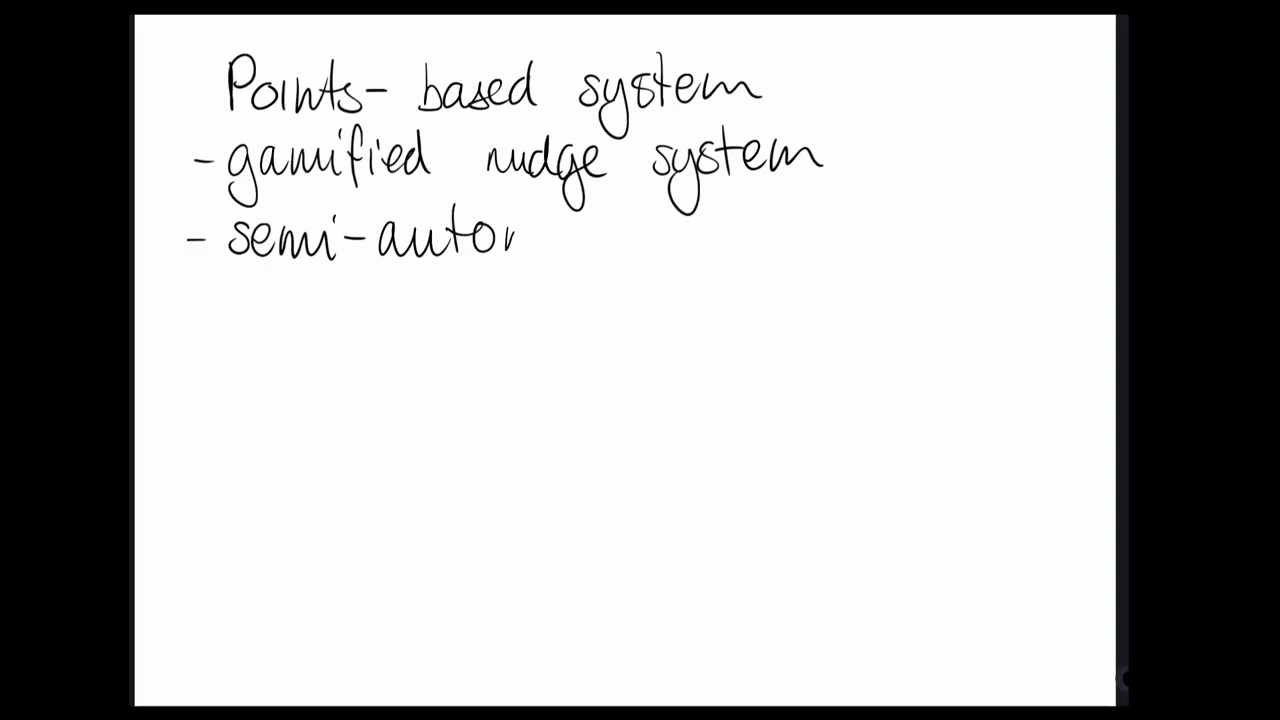 Points-based system
- gamified nudge system
- semi-auto